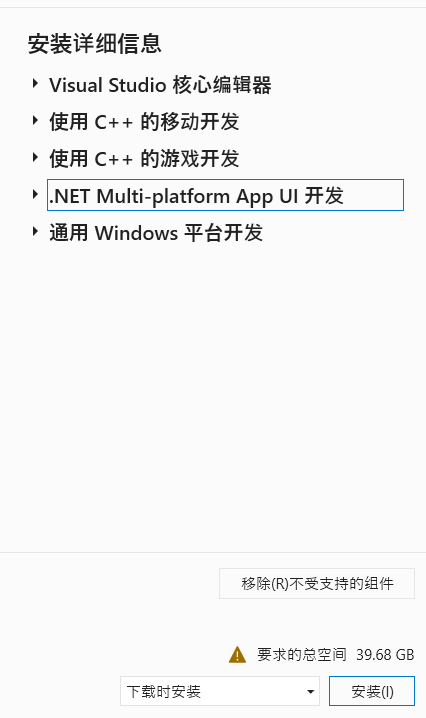 安装详细信息
Visual Studio 核心编辑器
使用 C++ 的移动开发
使用 C++ 的游戏开发
.NET Multi-platform App UI 开发
通用 Windows 平台开发
移除(R)不受支持的组件
要求的总空间 39.68 GB
下载时安装 安装(I)